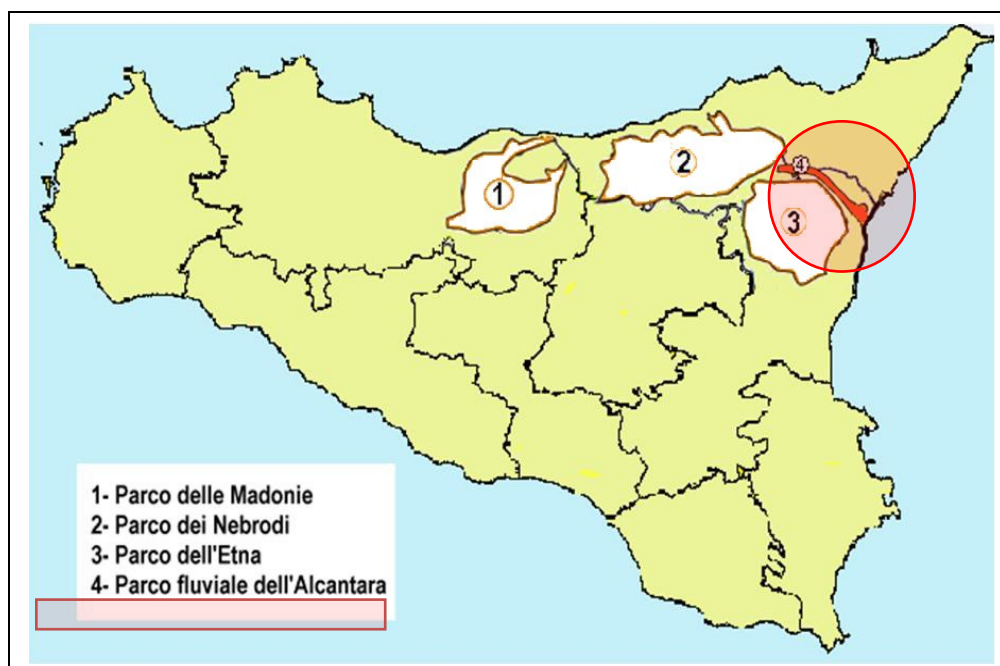 1
2
3
4
1- Parco delle Madonie
2- Parco dei Nebrodi
3- Parco dell'Etna
4- Parco fluviale dell'Alcantara